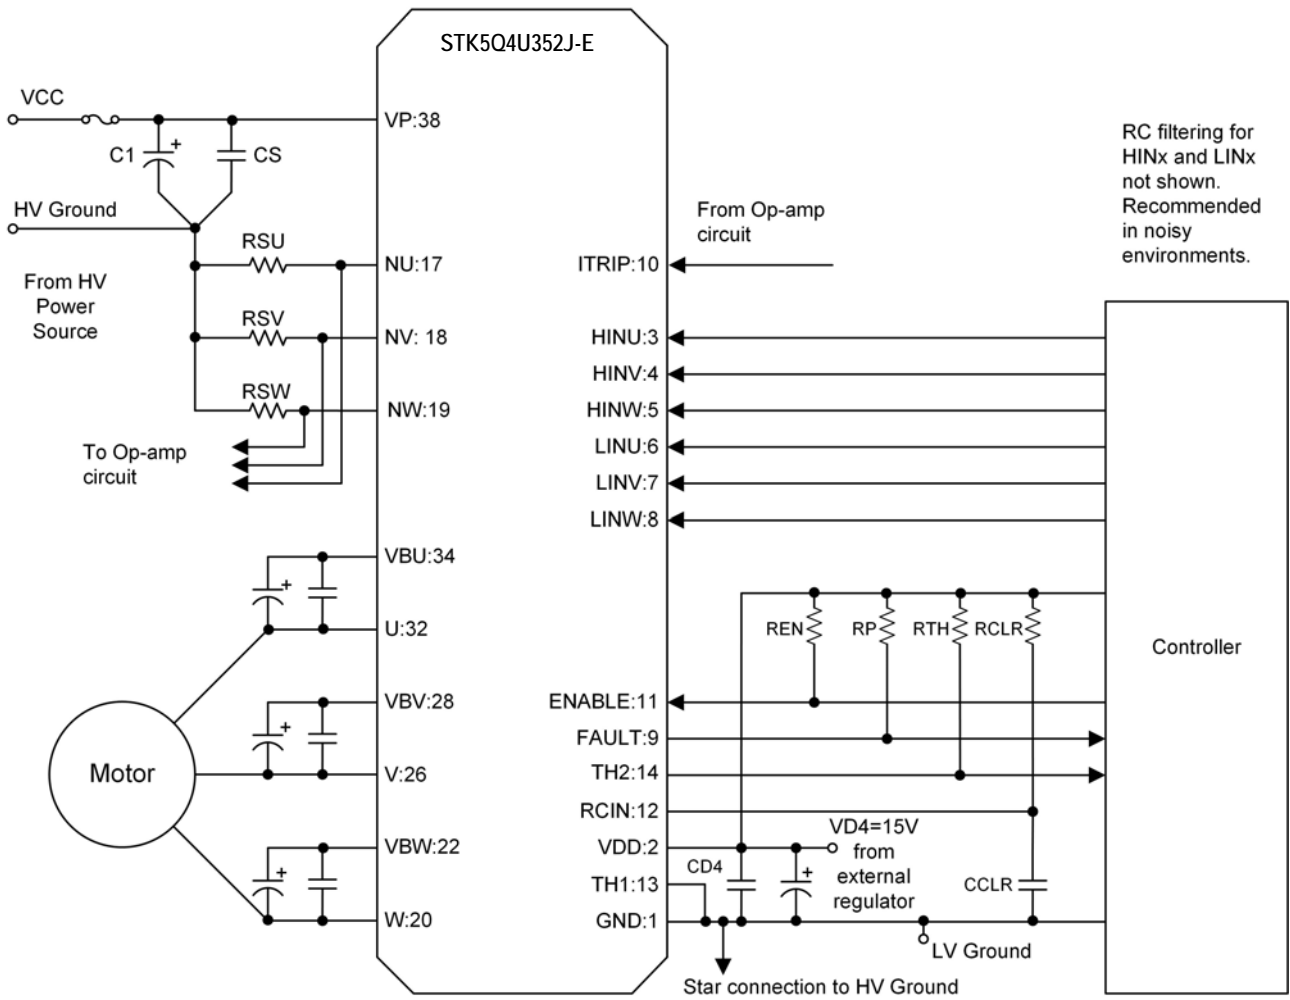 STK5Q4U352J-E
VCC
VP:38
C1
+
CS
HV Ground
RSU
NU:17
From HV
Power
Source
RSV
NV: 18
RSW
NW:19
To Op-amp
circuit
VBU:34
+
U:32
VBV:28
+
Motor
V:26
VBW:22
+
W:20
From Op-amp
circuit
ITRIP:10
HINU:3
HINV:4
HINW:5
LINU:6
LINV:7
LINW:8
REN
RP
RTH
RCLR
ENABLE:11
FAULT:9
TH2:14
RCIN:12
VDD:2
VD4=15V
from
external
regulator
CD4
+
TH1:13
CCLR
GND:1
LV Ground
Star connection to HV Ground
RC filtering for
HINx and LINx
not shown.
Recommended
in noisy
environments.
Controller